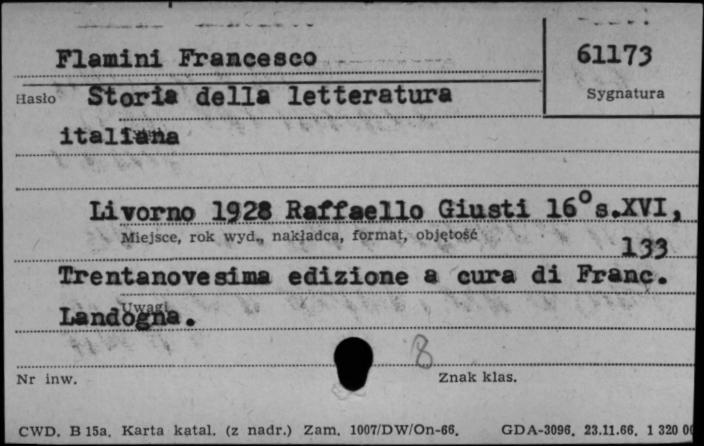 Flamini Francesco
61173
Hasło Storia della letteratura
Sygnatura
italiana
Livorno 1928 Raffaello Giusti 16° s.XVI,
Miejsce, rok wyd., nakładca, format, objętość
133
Trentanovesima edizione a cura di Franc.
Uwagi
Landogna.
8
Nr inw.
Znak klas.
CWD. B 15a. Karta katal. (z nadr.) Zam. 1007/DW/On-66. GDA-3096. 23.11.66. 1 320 00